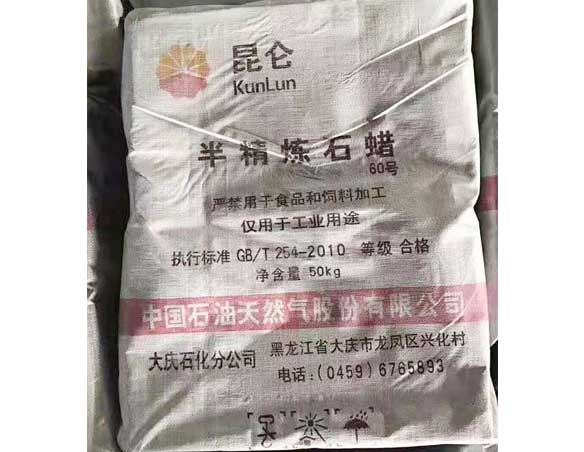 昆仑
KunLun
半精炼石蜡
60号
严禁用于食品和饲料加工
仅用于工业用途
执行标准 GB/T 254-2010 等级 合格
净含量 50kg
中国石油天然气股份有限公司
大庆石化分公司
黑龙江省大庆市龙凤区兴化村
电话:(0459) 6765893